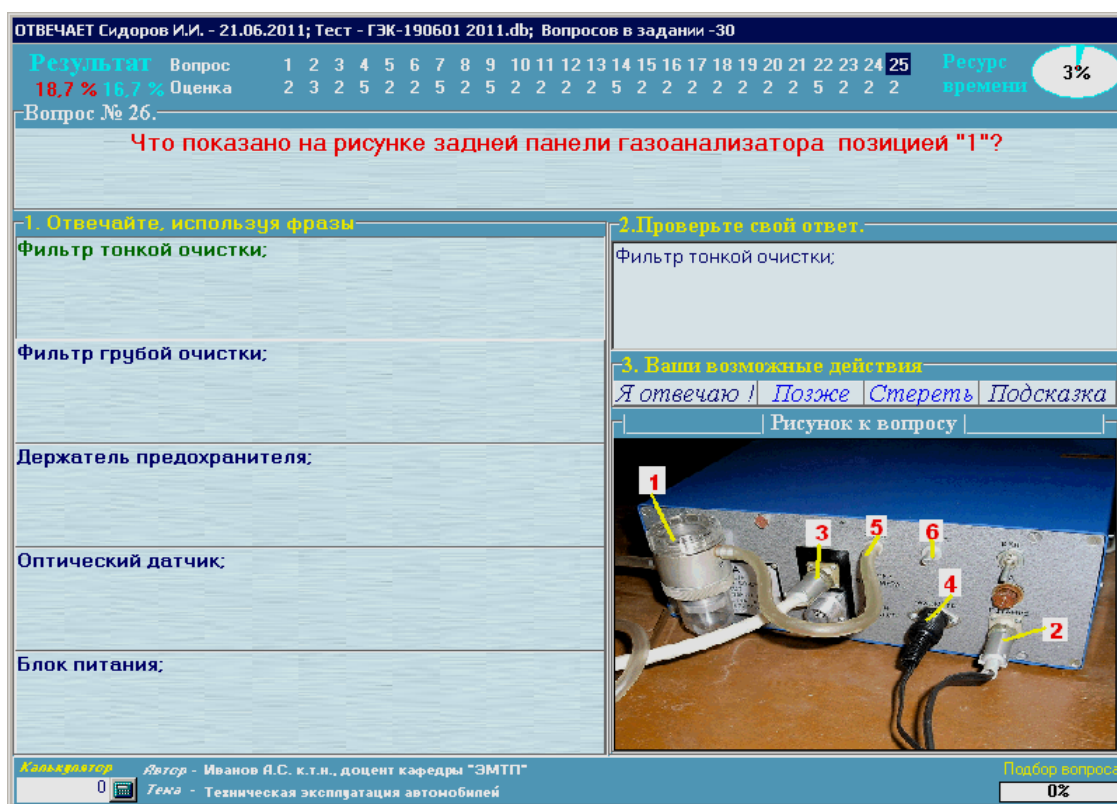 ОТВЕЧАЕТ Сидоров И.И. - 21.06.2011; Тест - ГЭК-190601 2011.db; Вопросов в задании -30
Результат Вопрос 1 2 3 4 5 6 7 8 9 10 11 12 13 14 15 16 17 18 19 20 21 22 23 24 25 Ресурс времени 3%
18,7 % 16,7 % Оценка 2 3 2 5 2 2 5 2 5 2 2 2 2 5 2 2 2 2 2 2 2 5 2 2 2
Вопрос № 26.
Что показано на рисунке задней панели газоанализатора позицией "1"?
1. Отвечайте, используя фразы
Фильтр тонкой очистки;
Фильтр грубой очистки;
Держатель предохранителя;
Оптический датчик;
Блок питания;
2.Проверьте свой ответ.
Фильтр тонкой очистки;
3. Ваши возможные действия
Я отвечаю ! Позже Стереть Подсказка
Рисунок к вопросу
1
3
5
6
4
2
Калькулятор Автор - Иванов А.С. к.т.н., доцент кафедры "ЭМТП" Подбор вопроса
0 Тема - Техническая эксплуатация автомобилей 0%